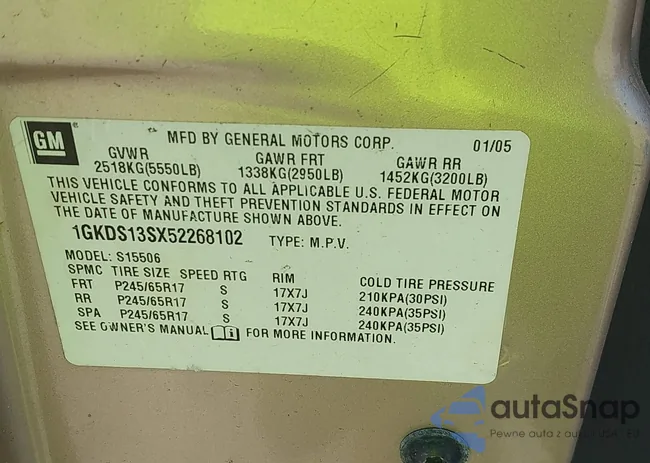 GM
MFD BY GENERAL MOTORS CORP. 01/05
GVWR GAWR FRT GAWR RR
2518KG(5550LB) 1338KG(2950LB) 1452KG(3200LB)
THIS VEHICLE CONFORMS TO ALL APPLICABLE U.S. FEDERAL MOTOR
VEHICLE SAFETY AND THEFT PREVENTION STANDARDS IN EFFECT ON
THE DATE OF MANUFACTURE SHOWN ABOVE.
1GKDS13SX52268102 TYPE: M.P.V.
MODEL: S15506
SPMC TIRE SIZE SPEED RTG RIM COLD TIRE PRESSURE
FRT P245/65R17 S 17X7J 210KPA(30PSI)
RR P245/65R17 S 17X7J 240KPA(35PSI)
SPA P245/65R17 S 17X7J 240KPA(35PSI)
SEE OWNER'S MANUAL FOR MORE INFORMATION.
autaSnap
Pewne auta z